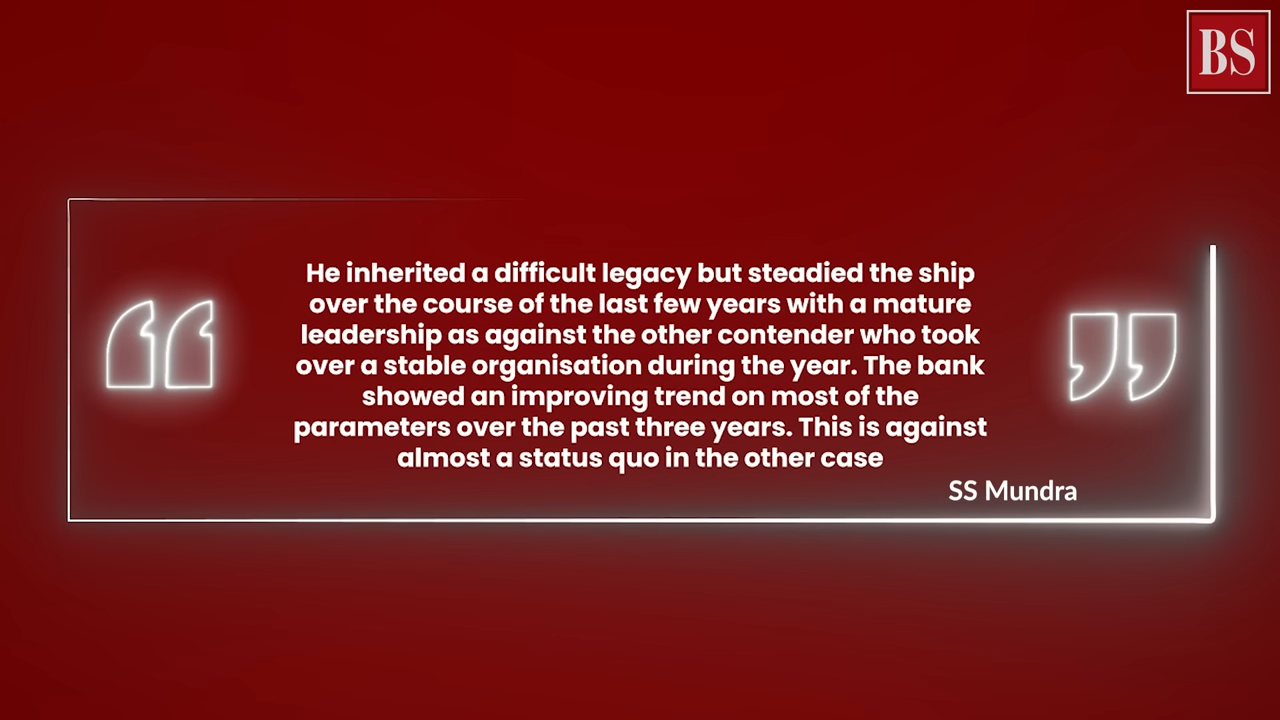 BS
He inherited a difficult legacy but steadied the ship
over the course of the last few years with a mature
leadership as against the other contender who took
over a stable organisation during the year. The bank
showed an improving trend on most of the
parameters over the past three years. This is against
almost a status quo in the other case
SS Mundra